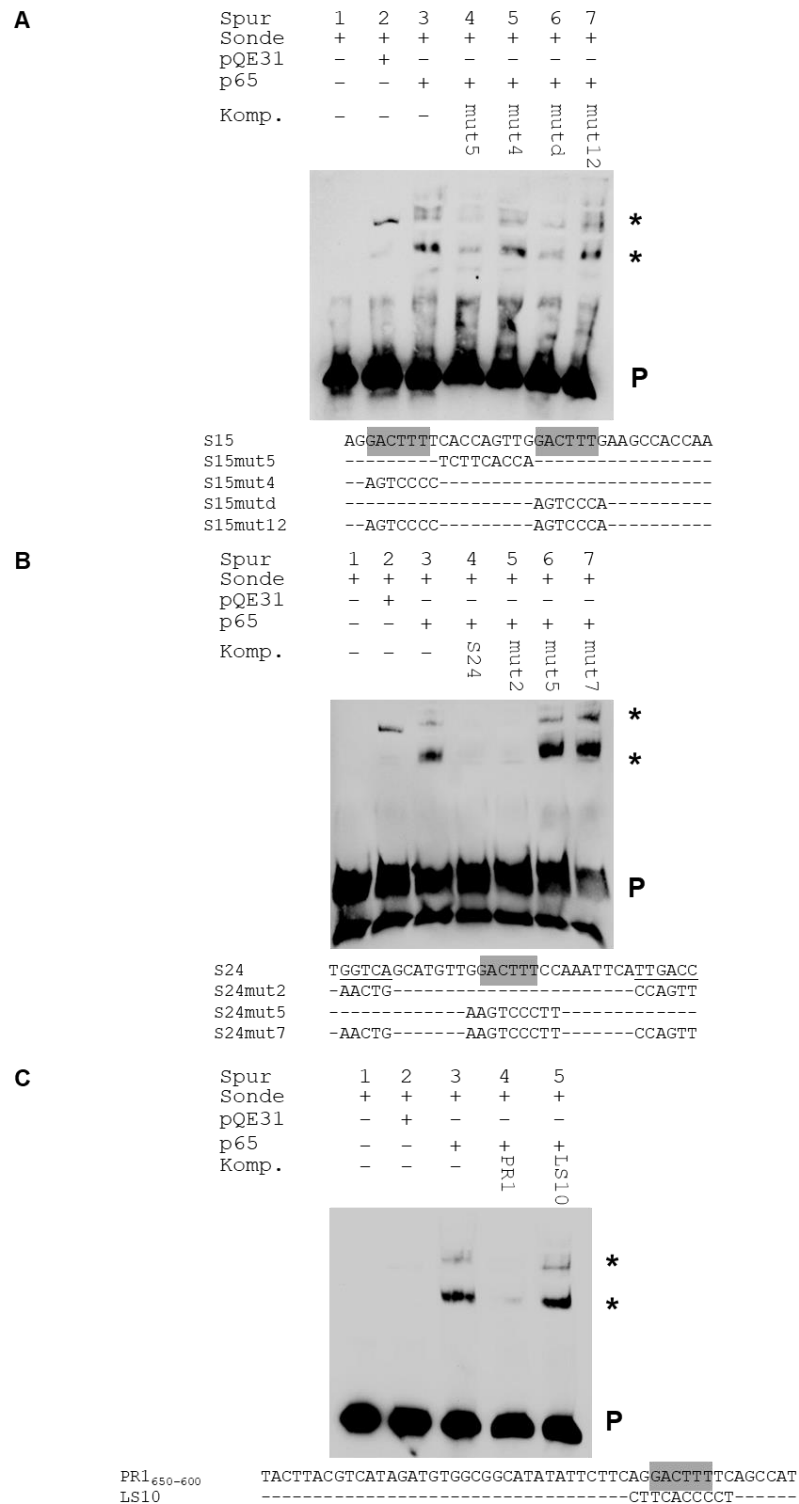 A
Spur 1 2 3 4 5 6 7
Sonde + + + + + + +
pQE31 – + – – – – –
p65 – – + + + + +
Komp. – – – mut5 mut4 mutd mut12
*
*
P
S15 AGGACTTTTCACCAGTTGGACTTTGAAGCCACCAA
S15mut5 ---------TCTTCACCA-----------------
S15mut4 --AGTCCCC--------------------------
S15mutd ------------------AGTCCCA----------
S15mut12 --AGTCCCC---------AGTCCCA----------
B
Spur 1 2 3 4 5 6 7
Sonde + + + + + + +
pQE31 – + – – – – –
p65 – – + + + + +
Komp. – – – S24 mut2 mut5 mut7
*
*
P
S24 TGGTCAGCATGTTGGACTTTCCAAATTCATTGACC
S24mut2 -AACTG-----------------------CCAGTT
S24mut5 -------------AAGTCCCTT-------------
S24mut7 -AACTG-------AAGTCCCTT-------CCAGTT
C
Spur 1 2 3 4 5
Sonde + + + + +
pQE31 – + – – –
p65 – – + + +
Komp. – – – PR1 LS10
*
*
P
PR1650-600 TACTTACGTCATAGATGTGGCGGCATATATTCTTCAGGACTTTTCAGCCAT
LS10 -----------------------------------CTTCACCCCT------